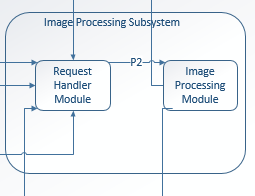 Image Processing Subsystem
P2
Request
Handler
Module
Image
Processing
Module